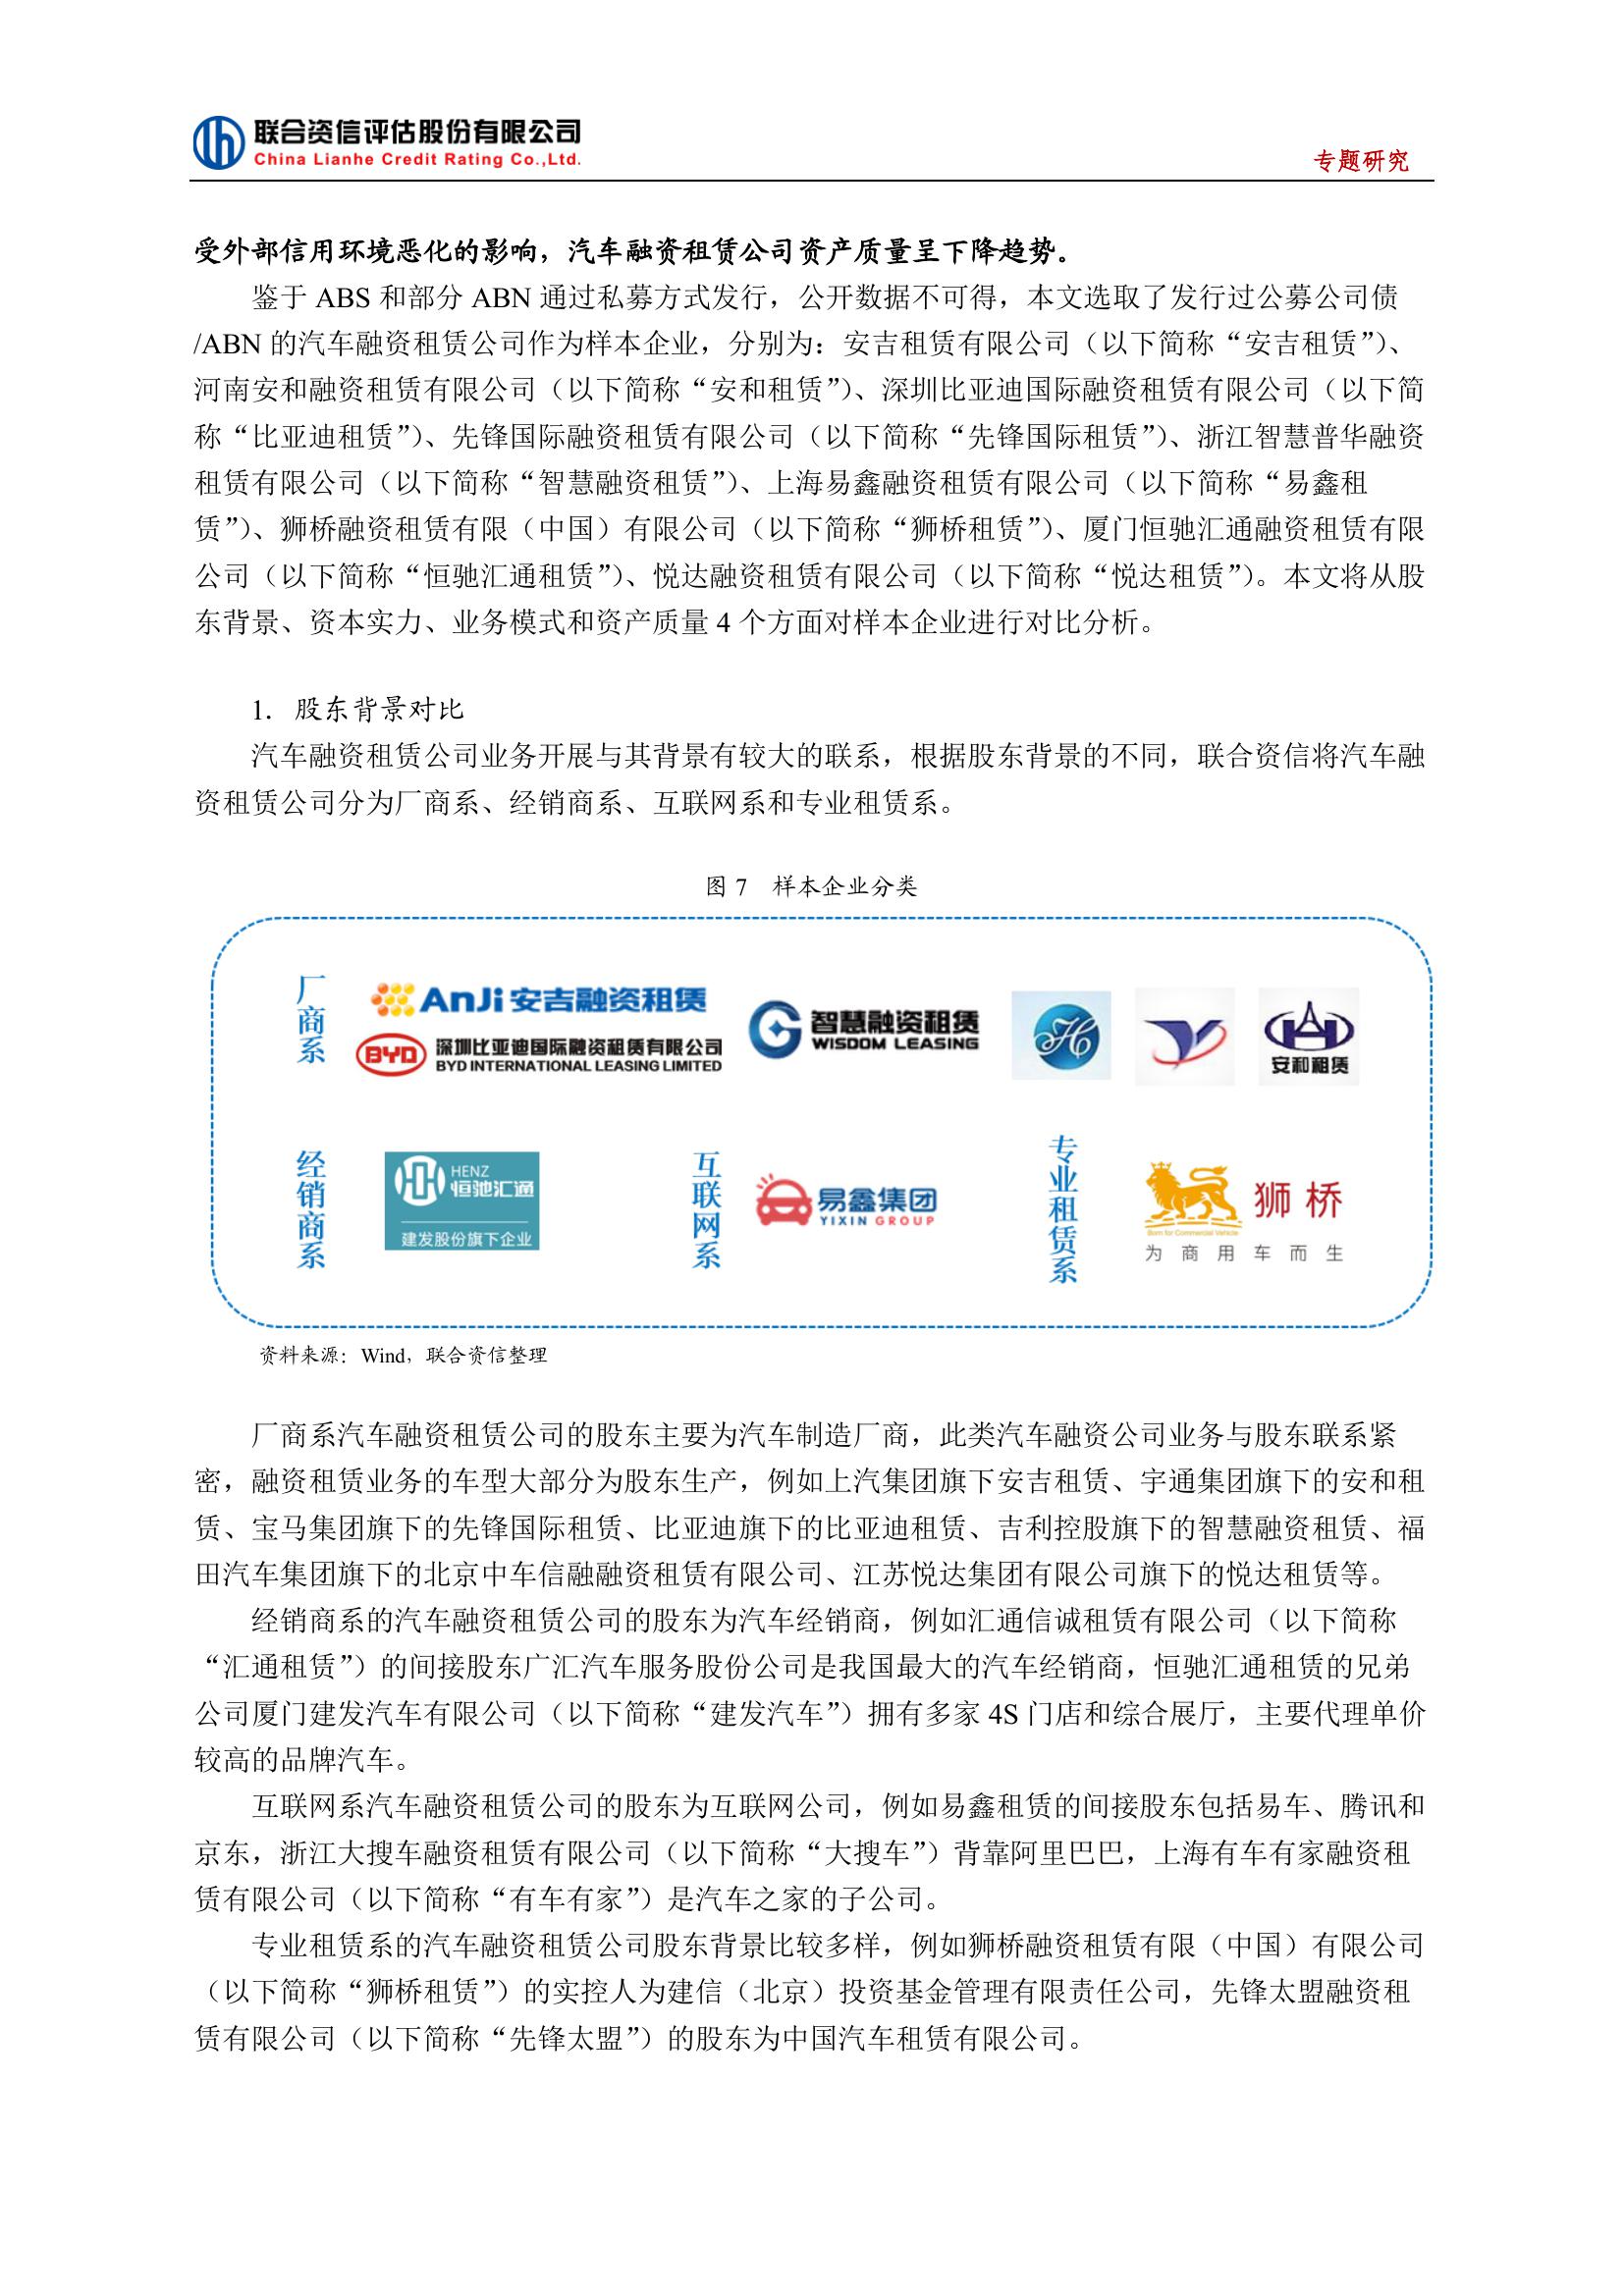 联合资信评估股份有限公司
China Lianhe Credit Rating Co.,Ltd.
专题研究
受外部信用环境恶化的影响，汽车融资租赁公司资产质量呈下降趋势。
鉴于 ABS 和部分 ABN 通过私募方式发行，公开数据不可得，本文选取了发行过公募公司债
/ABN 的汽车融资租赁公司作为样本企业，分别为：安吉租赁有限公司（以下简称“安吉租赁”）、
河南安和融资租赁有限公司（以下简称“安和租赁”）、深圳比亚迪国际融资租赁有限公司（以下简
称“比亚迪租赁”）、先锋国际融资租赁有限公司（以下简称“先锋国际租赁”）、浙江智慧普华融资
租赁有限公司（以下简称“智慧融资租赁”）、上海易鑫融资租赁有限公司（以下简称“易鑫租
赁”）、狮桥融资租赁有限（中国）有限公司（以下简称“狮桥租赁”）、厦门恒驰汇通融资租赁有限
公司（以下简称“恒驰汇通租赁”）、悦达融资租赁有限公司（以下简称“悦达租赁”）。本文将从股
东背景、资本实力、业务模式和资产质量 4 个方面对样本企业进行对比分析。
1. 股东背景对比
汽车融资租赁公司业务开展与其背景有较大的联系，根据股东背景的不同，联合资信将汽车融
资租赁公司分为厂商系、经销商系、互联网系和专业租赁系。
图 7 样本企业分类
厂商系
AnJi 安吉融资租赁
BYD 深圳比亚迪国际融资租赁有限公司
BYD INTERNATIONAL LEASING LIMITED
智慧融资租赁
WISDOM LEASING
安和租赁
经销商系
HENZ
恒驰汇通
建发股份旗下企业
互联网系
易鑫集团
YIXIN GROUP
专业租赁系
狮桥
Born for Commercial Vehicle
为商用车而生
资料来源：Wind，联合资信整理
厂商系汽车融资租赁公司的股东主要为汽车制造厂商，此类汽车融资公司业务与股东联系紧
密，融资租赁业务的车型大部分为股东生产，例如上汽集团旗下安吉租赁、宇通集团旗下的安和租
赁、宝马集团旗下的先锋国际租赁、比亚迪旗下的比亚迪租赁、吉利控股旗下的智慧融资租赁、福
田汽车集团旗下的北京中车信融融资租赁有限公司、江苏悦达集团有限公司旗下的悦达租赁等。
经销商系的汽车融资租赁公司的股东为汽车经销商，例如汇通信诚租赁有限公司（以下简称
“汇通租赁”）的间接股东广汇汽车服务股份公司是我国最大的汽车经销商，恒驰汇通租赁的兄弟
公司厦门建发汽车有限公司（以下简称“建发汽车”）拥有多家 4S 门店和综合展厅，主要代理单价
较高的品牌汽车。
互联网系汽车融资租赁公司的股东为互联网公司，例如易鑫租赁的间接股东包括易车、腾讯和
京东，浙江大搜车融资租赁有限公司（以下简称“大搜车”）背靠阿里巴巴，上海有车有家融资租
赁有限公司（以下简称“有车有家”）是汽车之家的子公司。
专业租赁系的汽车融资租赁公司股东背景比较多样，例如狮桥融资租赁有限（中国）有限公司
（以下简称“狮桥租赁”）的实控人为建信（北京）投资基金管理有限责任公司，先锋太盟融资租
赁有限公司（以下简称“先锋太盟”）的股东为中国汽车租赁有限公司。